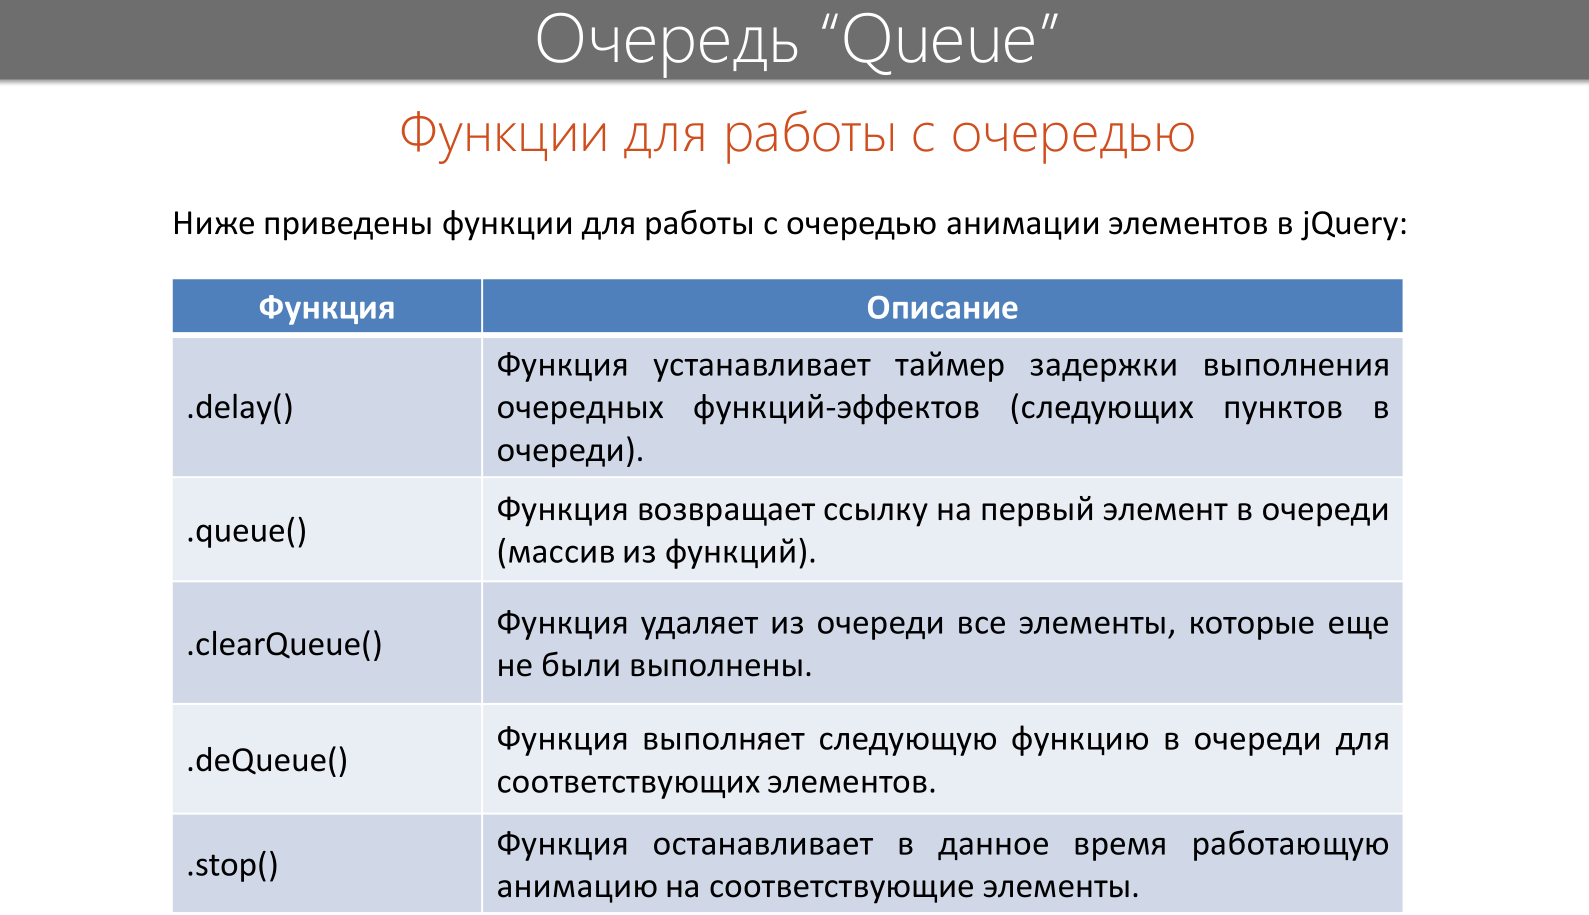 Очередь “Queue”
Функции для работы с очередью
Ниже приведены функции для работы с очередью анимации элементов в jQuery:
Функция
Описание
.delay()
Функция устанавливает таймер задержки выполнения
очередных функций-эффектов (следующих пунктов в
очереди).
.queue()
Функция возвращает ссылку на первый элемент в очереди
(массив из функций).
.clearQueue()
Функция удаляет из очереди все элементы, которые еще
не были выполнены.
.deQueue()
Функция выполняет следующую функцию в очереди для
соответствующих элементов.
.stop()
Функция останавливает в данное время работающую
анимацию на соответствующие элементы.